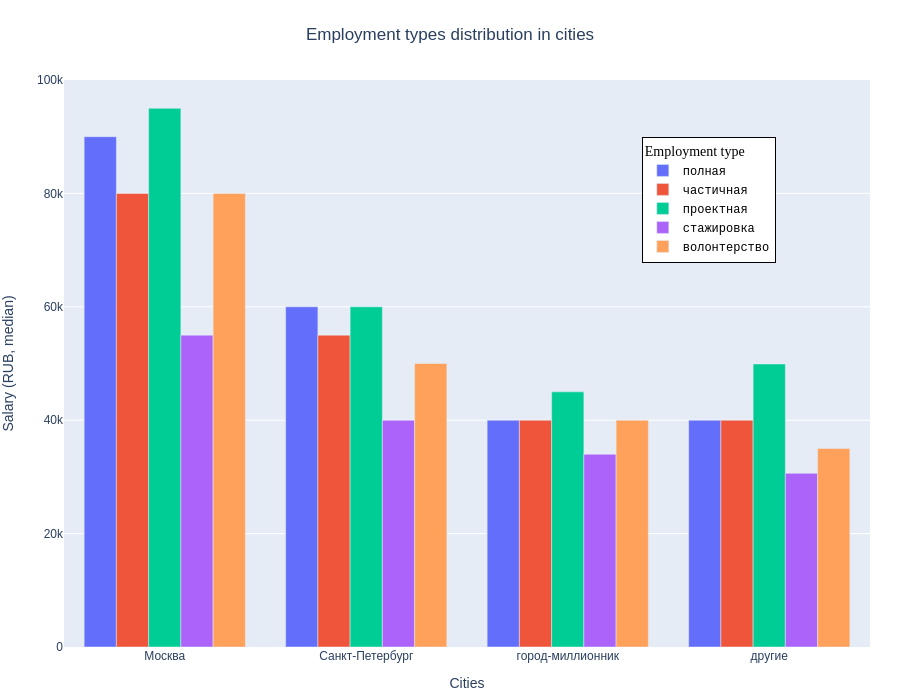 Employment types distribution in cities
100k
80k
60k
40k
20k
0
Salary (RUB, median)
Employment type
полная
частичная
проектная
стажировка
волонтерство
Москва
Санкт-Петербург
город-миллионник
другие
Cities